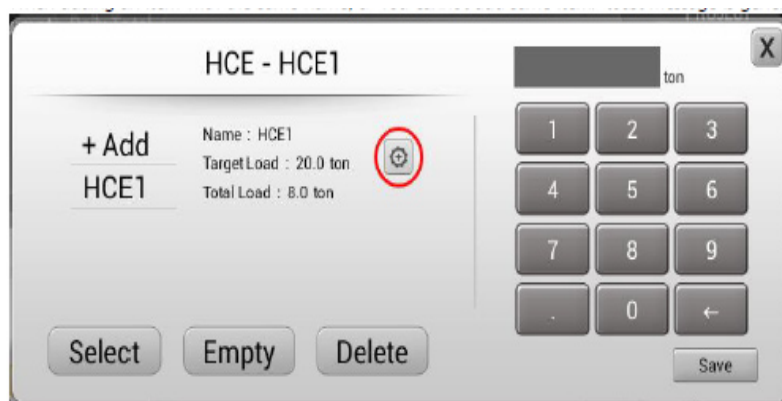 HCE - HCE1
X
ton
+ Add
HCE1
Name : HCE1
Target Load : 20.0 ton
Total Load : 8.0 ton
1 2 3
4 5 6
7 8 9
. 0 ←
Select Empty Delete
Save